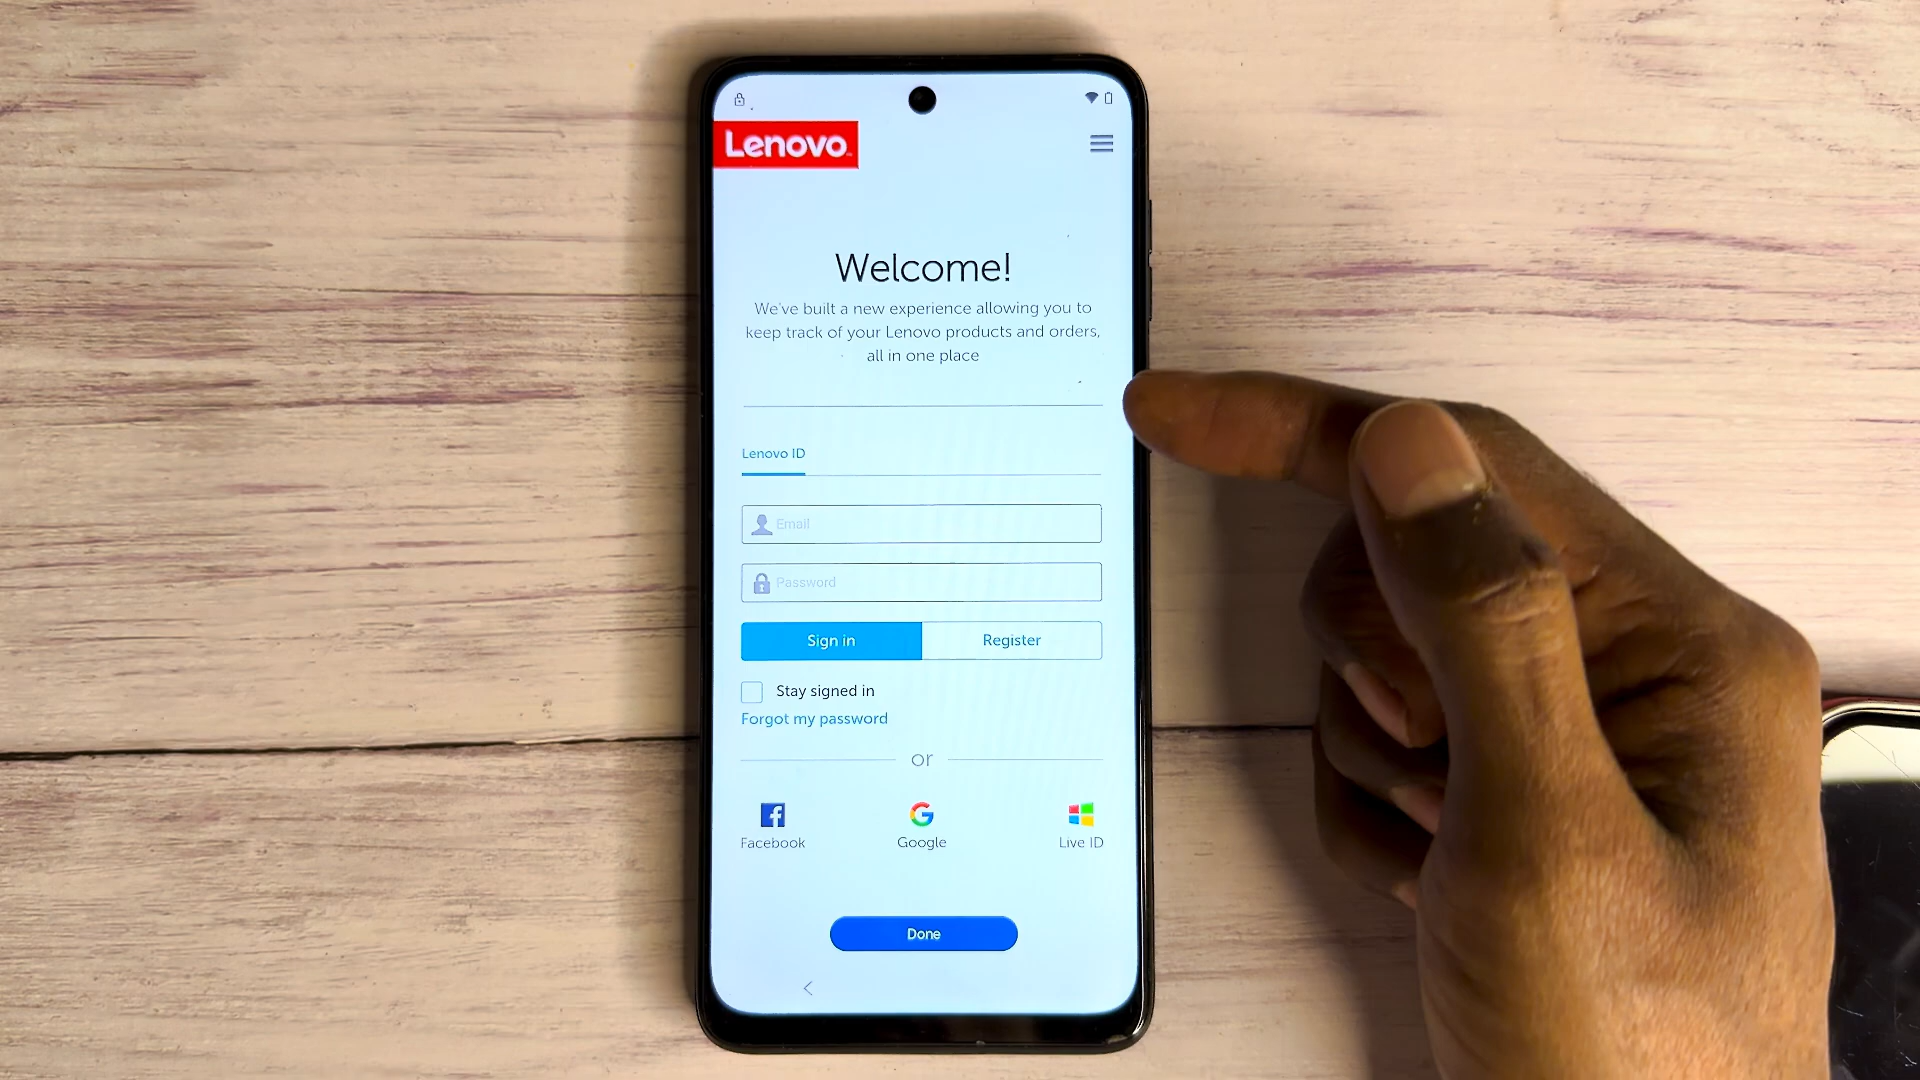 Lenovo
Welcome!
We've built a new experience allowing you to
keep track of your Lenovo products and orders,
all in one place
Lenovo ID
Email
Password
Sign in
Register
Stay signed in
Forgot my password
or
Facebook
Google
Live ID
Done